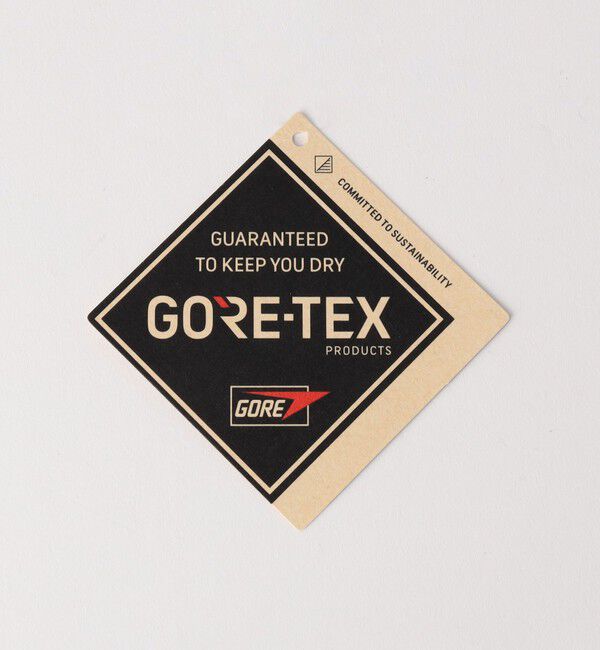 COMMITTED TO SUSTAINABILITY
GUARANTEED
TO KEEP YOU DRY
GORE-TEX
PRODUCTS
GORE